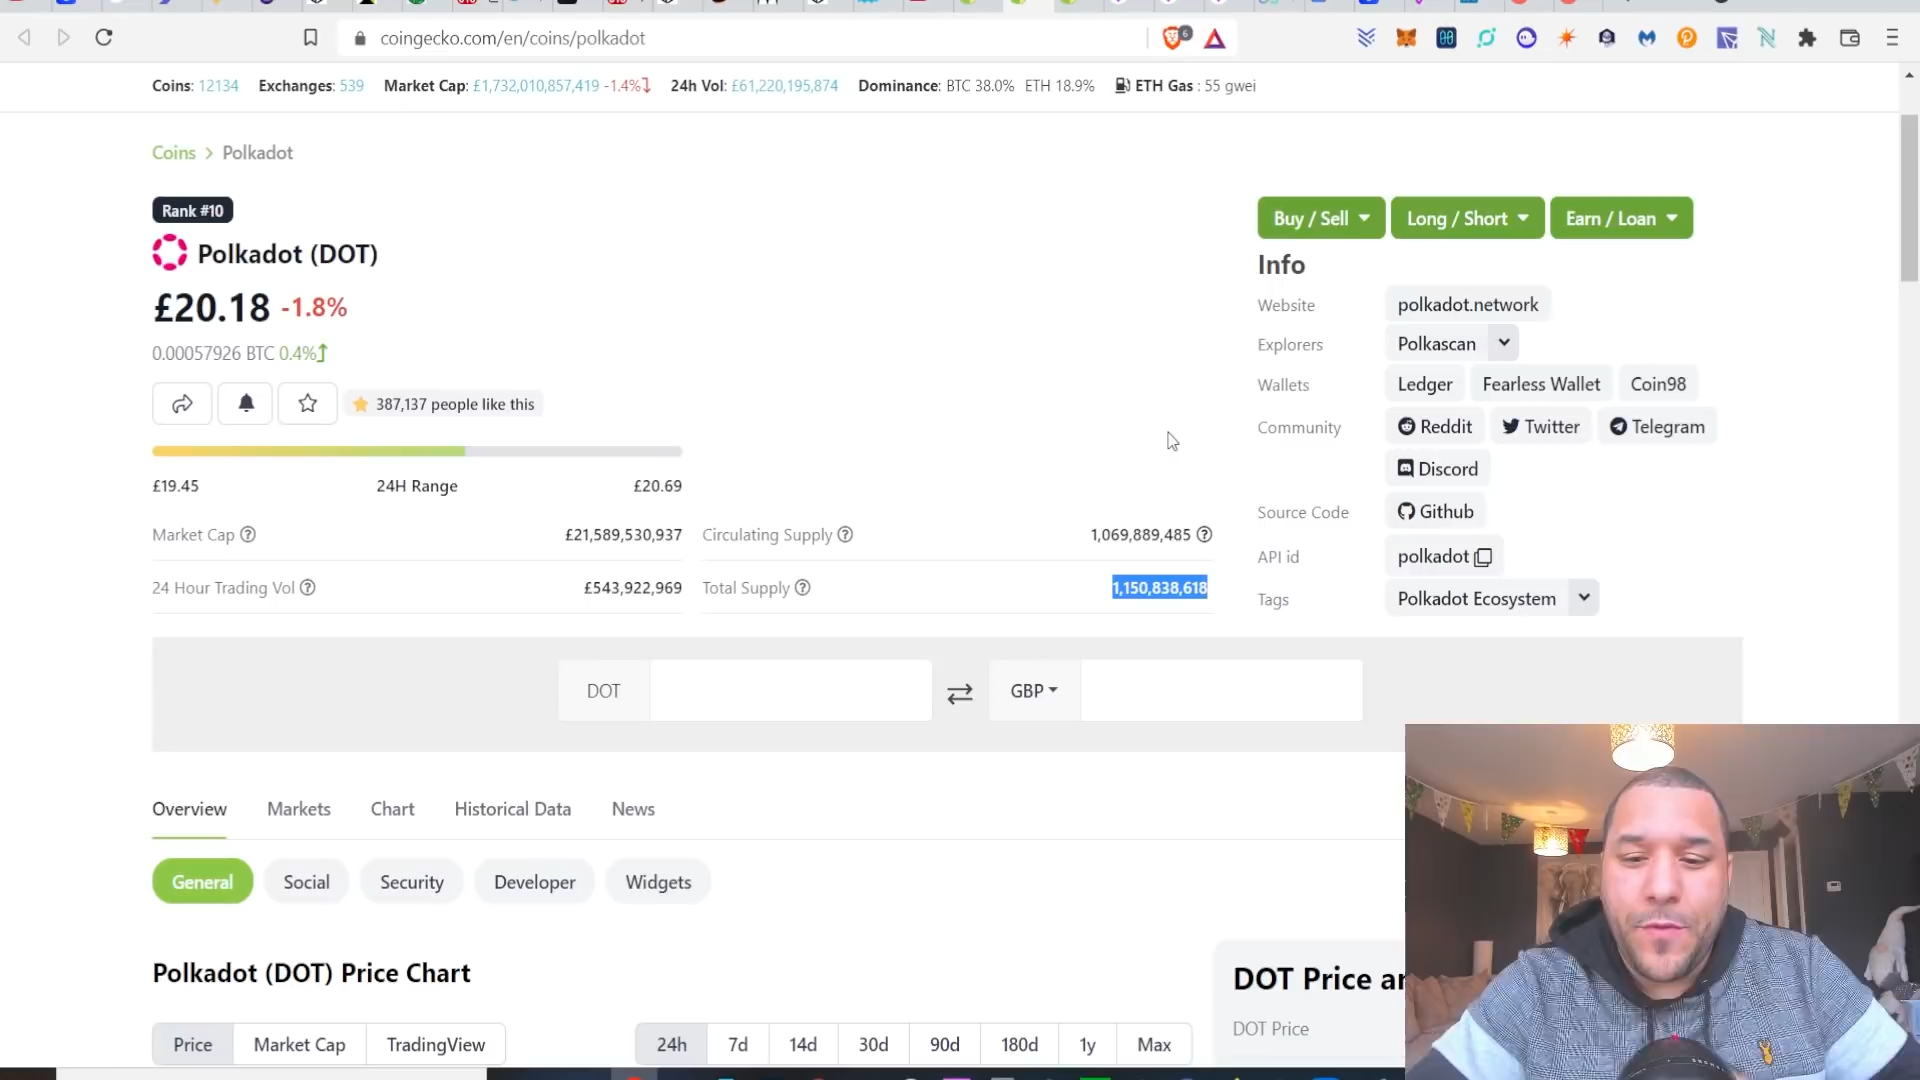 coingecko.com/en/coins/polkadot
6
Coins: 12134 Exchanges: 539 Market Cap: £1,732,010,857,419 -1.4% 24h Vol: £61,220,195,874 Dominance: BTC 38.0% ETH 18.9% ETH Gas : 55 gwei
Coins > Polkadot
Rank #10
Polkadot (DOT)
£20.18 -1.8%
0.00057926 BTC 0.4%
387,137 people like this
£19.45 24H Range £20.69
Market Cap £21,589,530,937 Circulating Supply 1,069,889,485
24 Hour Trading Vol £543,922,969 Total Supply 1,150,838,618
Buy / Sell Long / Short Earn / Loan
Info
Website polkadot.network
Explorers Polkascan
Wallets Ledger Fearless Wallet Coin98
Community Reddit Twitter Telegram
Discord
Source Code Github
API id polkadot
Tags Polkadot Ecosystem
DOT GBP
Overview Markets Chart Historical Data News
General Social Security Developer Widgets
Polkadot (DOT) Price Chart
Price Market Cap TradingView 24h 7d 14d 30d 90d 180d 1y Max
DOT Price ar
DOT Price